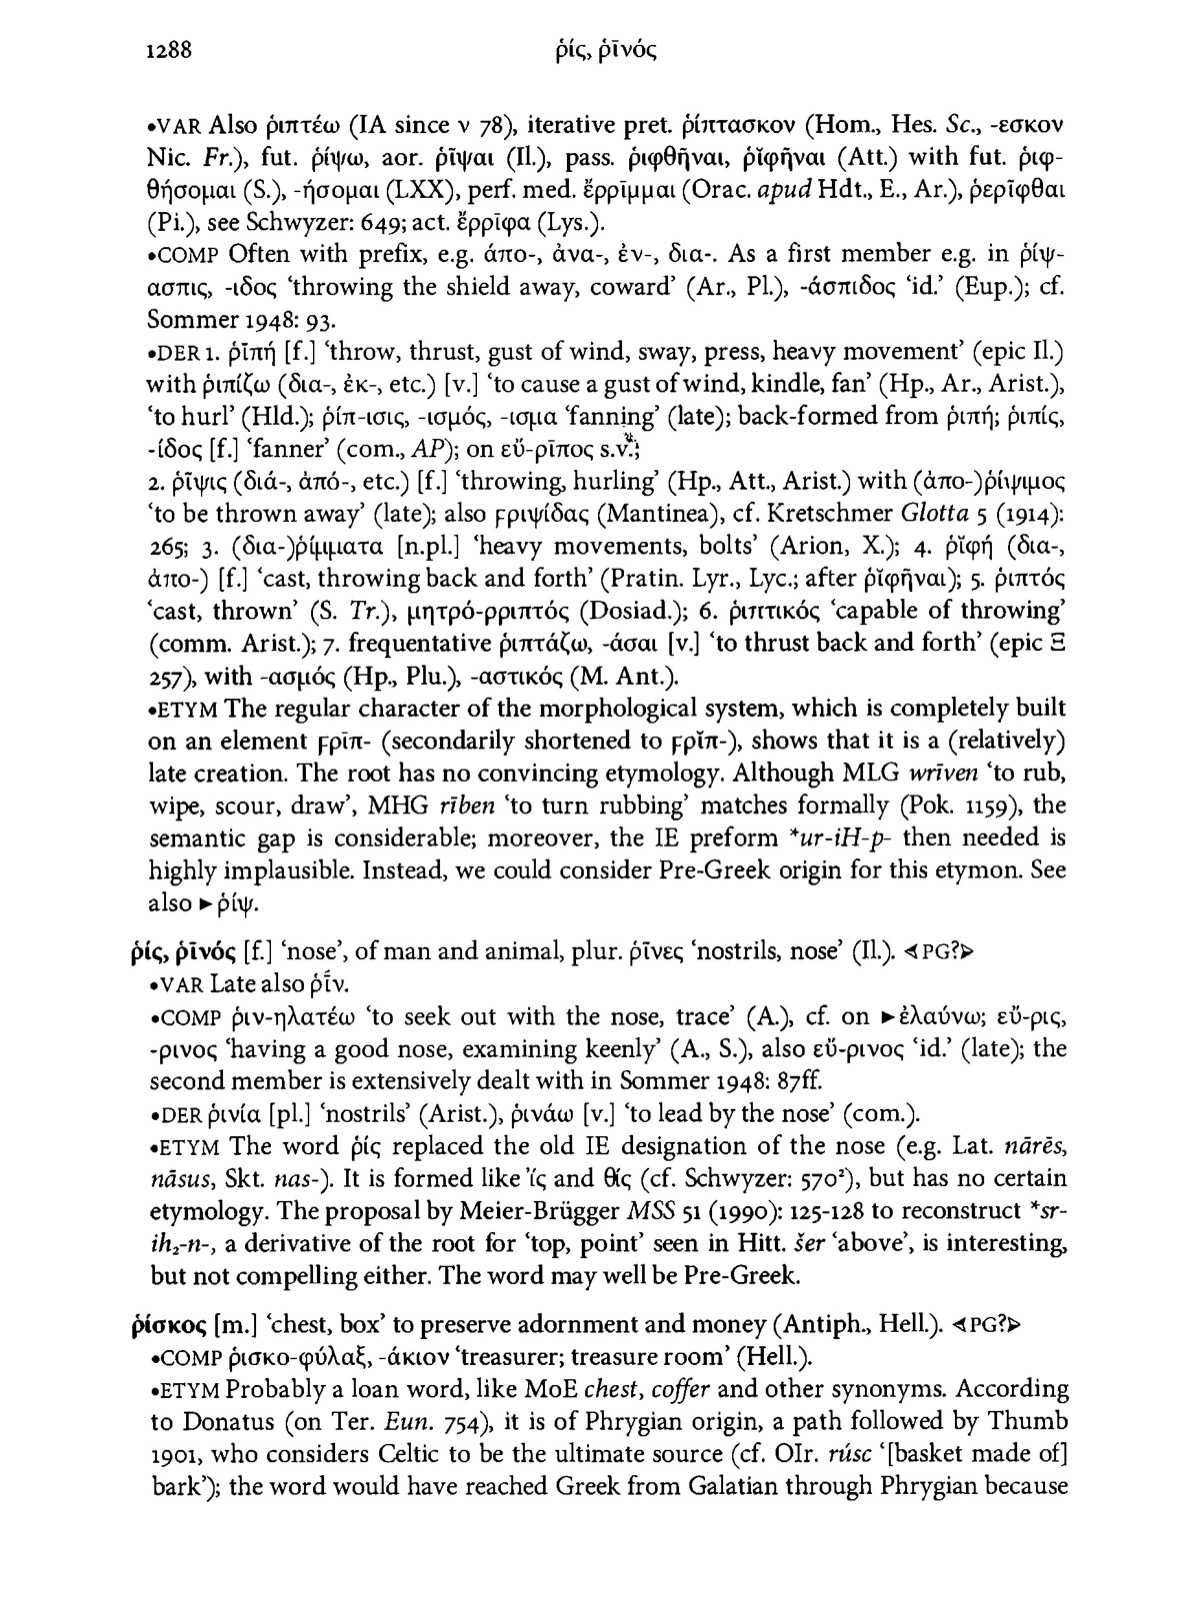 1288
ῥίς, ῥῑνός
•VAR Also ῥιπτέω (IA since ν 78), iterative pret. ῥίπτασκον (Hom., Hes. Sc., -εσκον
Nic. Fr.), fut. ῥίψω, aor. ῥῖψαι (Il.), pass. ῥιφθῆναι, ῥῐφῆναι (Att.) with fut. ῥιφ-
θήσομαι (S.), -ήσομαι (LXX), perf. med. ἔρρῑμμαι (Orac. apud Hdt., E., Ar.), ῥερῖφθαι
(Pi.), see Schwyzer: 649; act. ἔρρῑφα (Lys.).
•COMP Often with prefix, e.g. ἀπο-, ἀνα-, ἐν-, δια-. As a first member e.g. in ῥίψ-
ασπις, -ιδος ‘throwing the shield away, coward’ (Ar., Pl.), -άσπιδος ‘id.’ (Eup.); cf.
Sommer 1948: 93.
•DER 1. ῥῑπή [f.] ‘throw, thrust, gust of wind, sway, press, heavy movement’ (epic Il.)
with ῥιπίζω (δια-, ἐκ-, etc.) [v.] ‘to cause a gust of wind, kindle, fan’ (Hp., Ar., Arist.),
‘to hurl’ (Hld.); ῥίπ-ισις, -ισμός, -ισμα ‘fanning’ (late); back-formed from ῥιπή; ῥιπίς,
-ίδος [f.] ‘fanner’ (com., AP); on εὔ-ρῑπος s.v.;
2. ῥῖψις (διά-, ἀπό-, etc.) [f.] ‘throwing, hurling’ (Hp., Att., Arist.) with (ἀπο-)ῥίψιμος
‘to be thrown away’ (late); also ϝριψίδας (Mantinea), cf. Kretschmer Glotta 5 (1914):
265; 3. (δια-)ῥίμματα [n.pl.] ‘heavy movements, bolts’ (Arion, X.); 4. ῥῐφή (δια-,
ἀπο-) [f.] ‘cast, throwing back and forth’ (Pratin. Lyr., Lyc.; after ῥῐφῆναι); 5. ῥιπτός
‘cast, thrown’ (S. Tr.), μητρό-ρριπτός (Dosiad.); 6. ῥιπτικός ‘capable of throwing’
(comm. Arist.); 7. frequentative ῥιπτάζω, -άσαι [v.] ‘to thrust back and forth’ (epic Ξ
257), with -ασμός (Hp., Plu.), -αστικός (M. Ant.).
•ETYM The regular character of the morphological system, which is completely built
on an element ϝρῑπ- (secondarily shortened to ϝρῐπ-), shows that it is a (relatively)
late creation. The root has no convincing etymology. Although MLG wrīven ‘to rub,
wipe, scour, draw’, MHG rīben ‘to turn rubbing’ matches formally (Pok. 1159), the
semantic gap is considerable; moreover, the IE preform *ur-iH-p- then needed is
highly implausible. Instead, we could consider Pre-Greek origin for this etymon. See
also ►ῥίψ.
ῥίς, ῥῑνός [f.] ‘nose’, of man and animal, plur. ῥῖνες ‘nostrils, nose’ (Il.). ⊲PG?⊳
•VAR Late also ῥῑ́ν.
•COMP ῥιν-ηλατέω ‘to seek out with the nose, trace’ (A.), cf. on ►ἐλαύνω; εὔ-ρις,
-ρινος ‘having a good nose, examining keenly’ (A., S.), also εὔ-ρινος ‘id.’ (late); the
second member is extensively dealt with in Sommer 1948: 87ff.
•DER ῥινία [pl.] ‘nostrils’ (Arist.), ῥινάω [v.] ‘to lead by the nose’ (com.).
•ETYM The word ῥίς replaced the old IE designation of the nose (e.g. Lat. nārēs,
nāsus, Skt. nas-). It is formed like ἴς and θίς (cf. Schwyzer: 570²), but has no certain
etymology. The proposal by Meier-Brügger MSS 51 (1990): 125-128 to reconstruct *sr-
ih₂-n-, a derivative of the root for ‘top, point’ seen in Hitt. šer ‘above’, is interesting,
but not compelling either. The word may well be Pre-Greek.
ῥίσκος [m.] ‘chest, box’ to preserve adornment and money (Antiph., Hell.). ⊲PG?⊳
•COMP ῥισκο-φύλαξ, -άκιον ‘treasurer; treasure room’ (Hell.).
•ETYM Probably a loan word, like MoE chest, coffer and other synonyms. According
to Donatus (on Ter. Eun. 754), it is of Phrygian origin, a path followed by Thumb
1901, who considers Celtic to be the ultimate source (cf. OIr. rúsc ‘[basket made of]
bark’); the word would have reached Greek from Galatian through Phrygian because